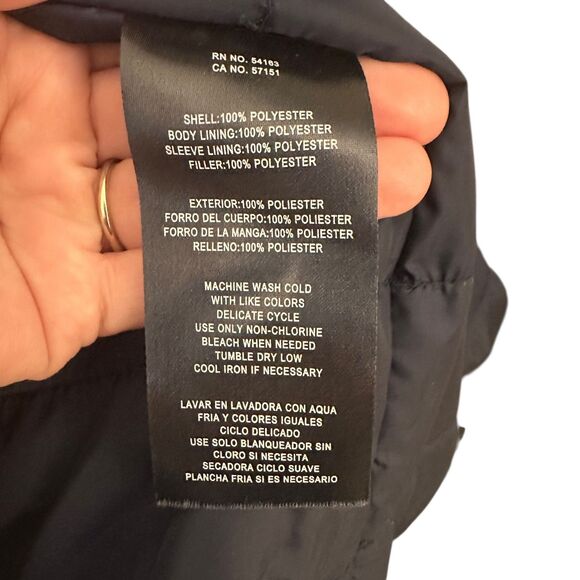 RN NO. 54163
CA NO. 57151
SHELL:100% POLYESTER
BODY LINING:100% POLYESTER
SLEEVE LINING:100% POLYESTER
FILLER:100% POLYESTER
EXTERIOR:100% POLIESTER
FORRO DEL CUERPO:100% POLIESTER
FORRO DE LA MANGA:100% POLIESTER
RELLENO:100% POLIESTER
MACHINE WASH COLD
WITH LIKE COLORS
DELICATE CYCLE
USE ONLY NON-CHLORINE
BLEACH WHEN NEEDED
TUMBLE DRY LOW
COOL IRON IF NECESSARY
LAVAR EN LAVADORA CON AQUA
FRIA Y COLORES IGUALES
CICLO DELICADO
USE SOLO BLANQUEADOR SIN
CLORO SI NECESITA
SECADORA CICLO SUAVE
PLANCHA FRIA SI ES NECESARIO